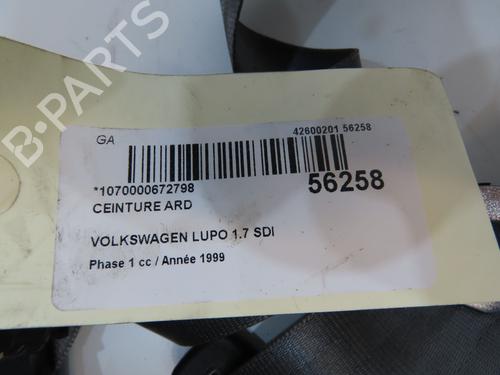 B-PARTS
GA
42600201 56258
*1070000672798
56258
CEINTURE ARD
VOLKSWAGEN LUPO 1.7 SDI
Phase 1 cc / Année 1999